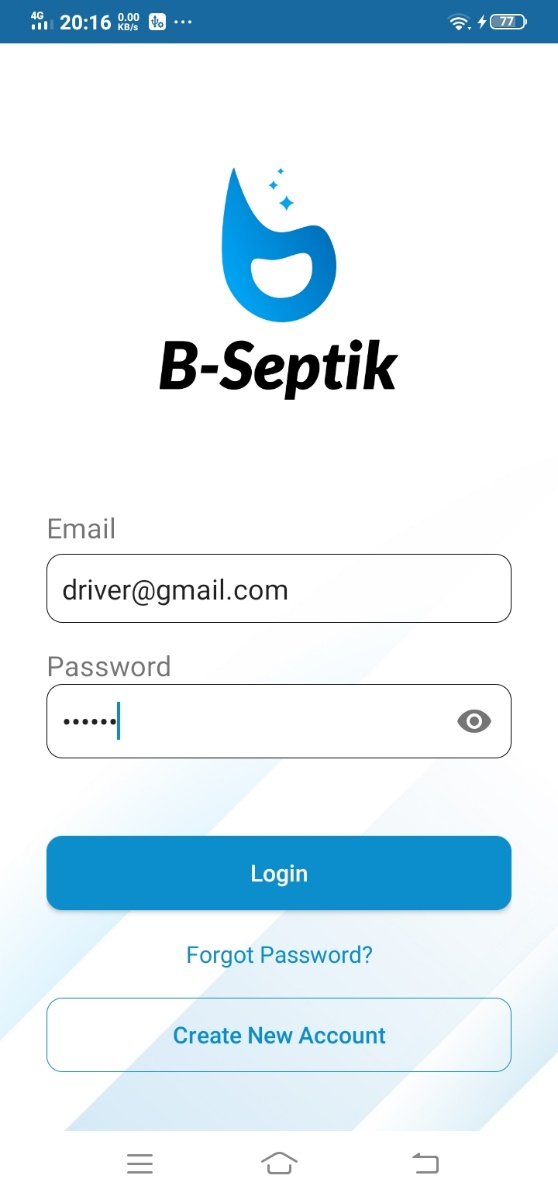 4G 20:16 0.00 KB/s ... 77
B-Septik
Email
driver@gmail.com
Password
••••••
Login
Forgot Password?
Create New Account